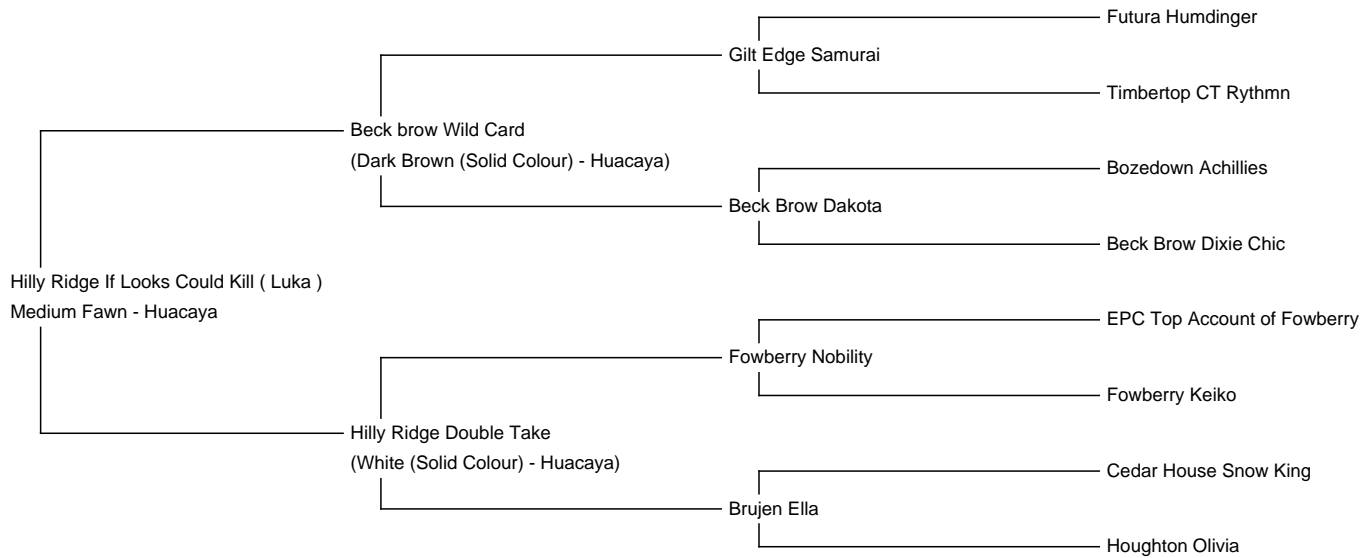 Futura Humdinger
Gilt Edge Samurai
Timbertop CT Rythmn
Beck brow Wild Card
(Dark Brown (Solid Colour) - Huacaya)
Bozedown Achillies
Beck Brow Dakota
Beck Brow Dixie Chic
Hilly Ridge If Looks Could Kill ( Luka )
Medium Fawn - Huacaya
EPC Top Account of Fowberry
Fowberry Nobility
Fowberry Keiko
Hilly Ridge Double Take
(White (Solid Colour) - Huacaya)
Cedar House Snow King
Brujen Ella
Houghton Olivia